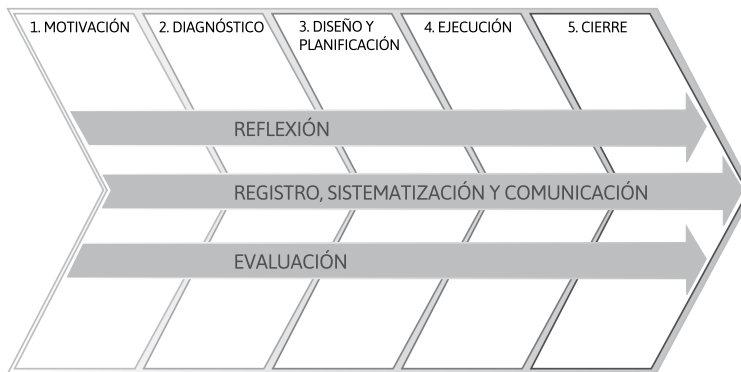 1. MOTIVACIÓN
2. DIAGNÓSTICO
3. DISEÑO Y
PLANIFICACIÓN
4. EJECUCIÓN
5. CIERRE
REFLEXIÓN
REGISTRO, SISTEMATIZACIÓN Y COMUNICACIÓN
EVALUACIÓN